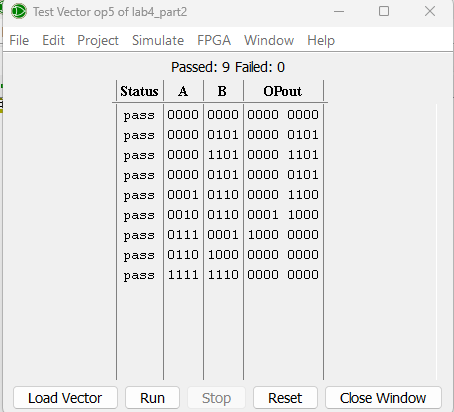 Test Vector op5 of lab4_part2
File Edit Project Simulate FPGA Window Help
Passed: 9 Failed: 0
Status A B OPout
pass 0000 0000 0000 0000
pass 0000 0101 0000 0101
pass 0000 1101 0000 1101
pass 0000 0101 0000 0101
pass 0001 0110 0000 1100
pass 0010 0110 0001 1000
pass 0111 0001 1000 0000
pass 0110 1000 0000 0000
pass 1111 1110 0000 0000
Load Vector Run Stop Reset Close Window